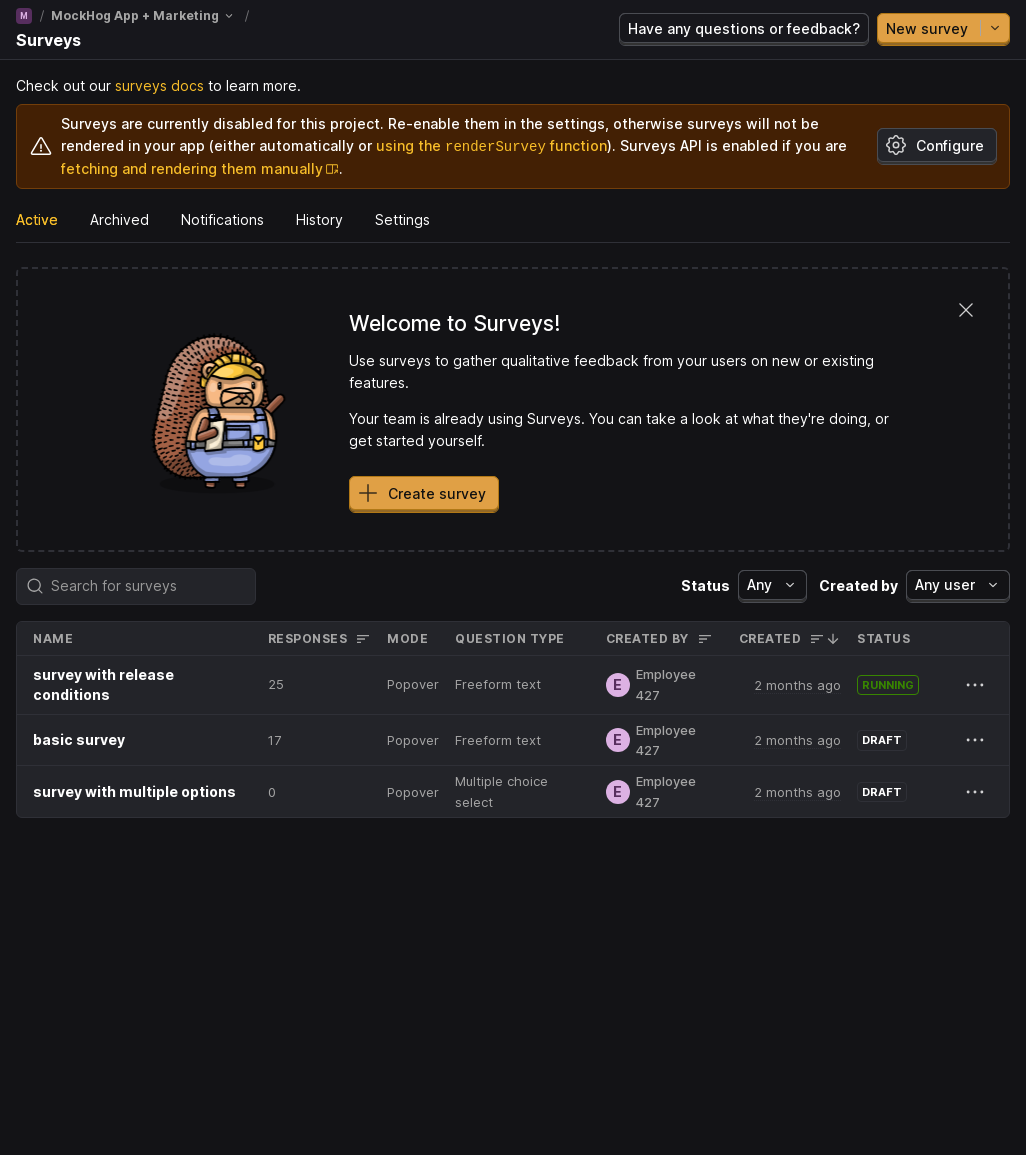 M / MockHog App + Marketing /
Surveys
Have any questions or feedback?
New survey
Check out our surveys docs to learn more.
Surveys are currently disabled for this project. Re-enable them in the settings, otherwise surveys will not be
rendered in your app (either automatically or using the renderSurvey function). Surveys API is enabled if you are
fetching and rendering them manually.
Configure
Active Archived Notifications History Settings
Welcome to Surveys!
Use surveys to gather qualitative feedback from your users on new or existing
features.
Your team is already using Surveys. You can take a look at what they're doing, or
get started yourself.
Create survey
Search for surveys
Status Any Created by Any user
NAME RESPONSES MODE QUESTION TYPE CREATED BY CREATED STATUS
survey with release
conditions
25 Popover Freeform text E Employee
427
2 months ago RUNNING
basic survey 17 Popover Freeform text E Employee
427
2 months ago DRAFT
survey with multiple options 0 Popover Multiple choice
select
E Employee
427
2 months ago DRAFT